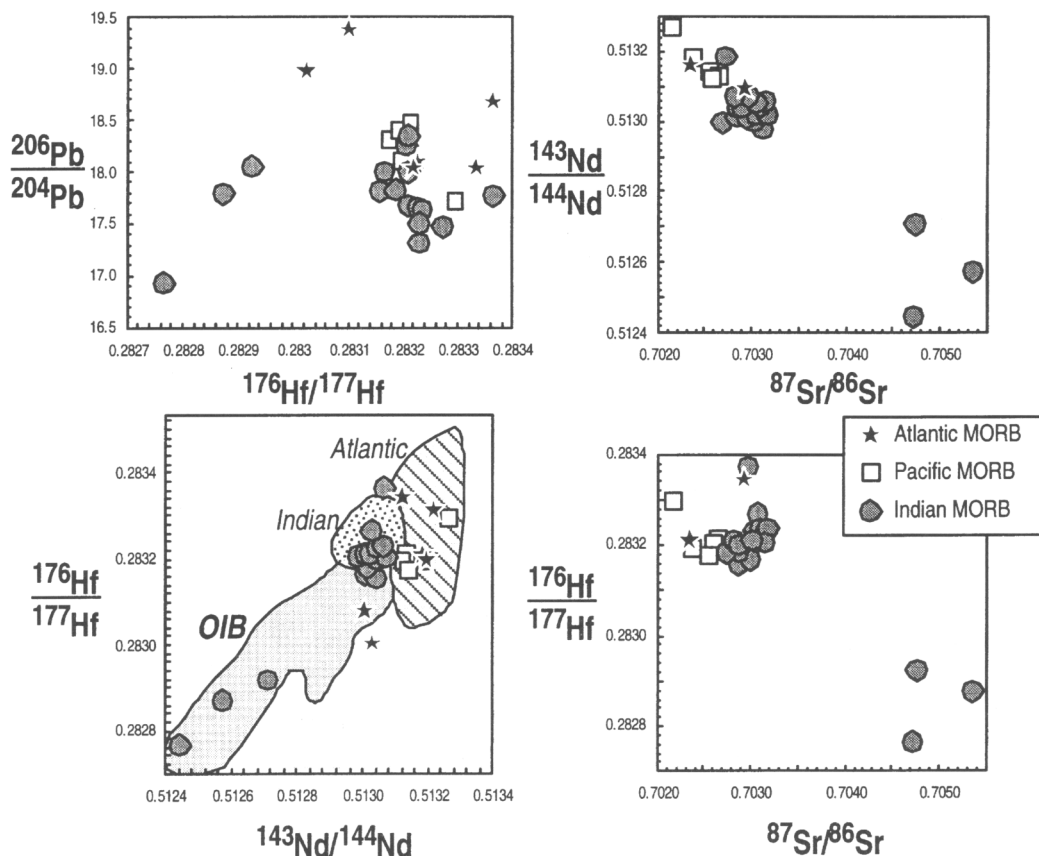 19.5
19.0
18.5
18.0
17.5
17.0
16.5
206Pb
204Pb
0.2827 0.2828 0.2829 0.283 0.2831 0.2832 0.2833 0.2834
176Hf/177Hf
0.5132
0.5130
0.5128
0.5126
0.5124
143Nd
144Nd
0.7020 0.7030 0.7040 0.7050
87Sr/86Sr
Atlantic
Indian
OIB
0.2834
0.2832
0.2830
0.2828
176Hf
177Hf
0.5124 0.5126 0.5128 0.5130 0.5132 0.5134
143Nd/144Nd
Atlantic MORB
Pacific MORB
Indian MORB
0.2834
0.2832
0.2830
0.2828
176Hf
177Hf
0.7020 0.7030 0.7040 0.7050
87Sr/86Sr